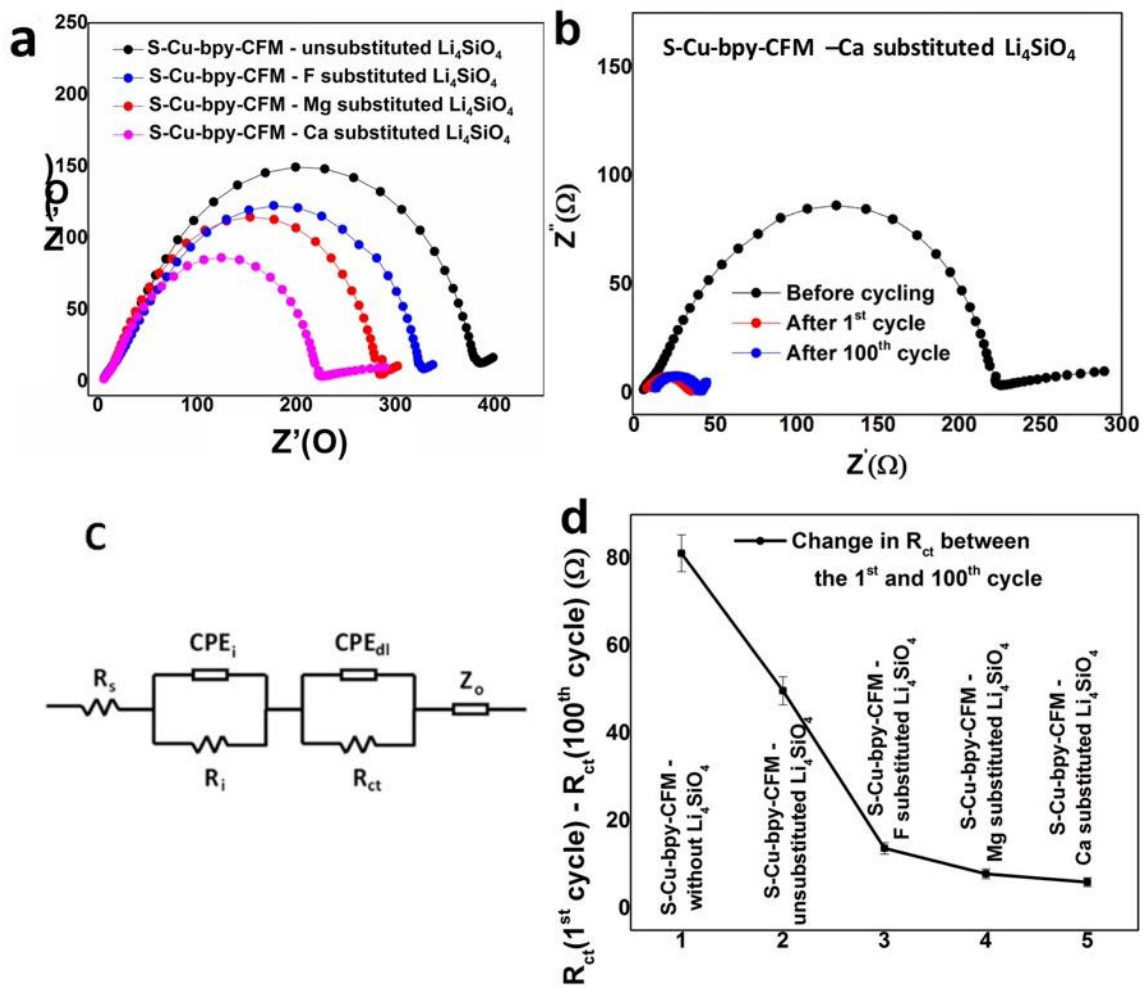 a
250
200
150
100
50
0
S-Cu-bpy-CFM - unsubstituted Li₄SiO₄
S-Cu-bpy-CFM - F substituted Li₄SiO₄
S-Cu-bpy-CFM - Mg substituted Li₄SiO₄
S-Cu-bpy-CFM - Ca substituted Li₄SiO₄
0
100
200
300
400
Z’(O)
b
S-Cu-bpy-CFM –Ca substituted Li₄SiO₄
Z"(Ω)
150
100
50
0
Before cycling
After 1ˢᵗ cycle
After 100ᵗʰ cycle
0
50
100
150
200
250
300
Z'(Ω)
c
Rₛ
CPEᵢ
Rᵢ
CPE_dl
R_ct
Zₒ
d
R_ct(1ˢᵗ cycle) - R_ct(100ᵗʰ cycle) (Ω)
80
60
40
20
0
Change in R_ct between
the 1ˢᵗ and 100ᵗʰ cycle
S-Cu-bpy-CFM -
without Li₄SiO₄
S-Cu-bpy-CFM -
unsubstituted Li₄SiO₄
S-Cu-bpy-CFM -
F substituted Li₄SiO₄
S-Cu-bpy-CFM -
Mg substituted Li₄SiO₄
S-Cu-bpy-CFM -
Ca substituted Li₄SiO₄
1
2
3
4
5